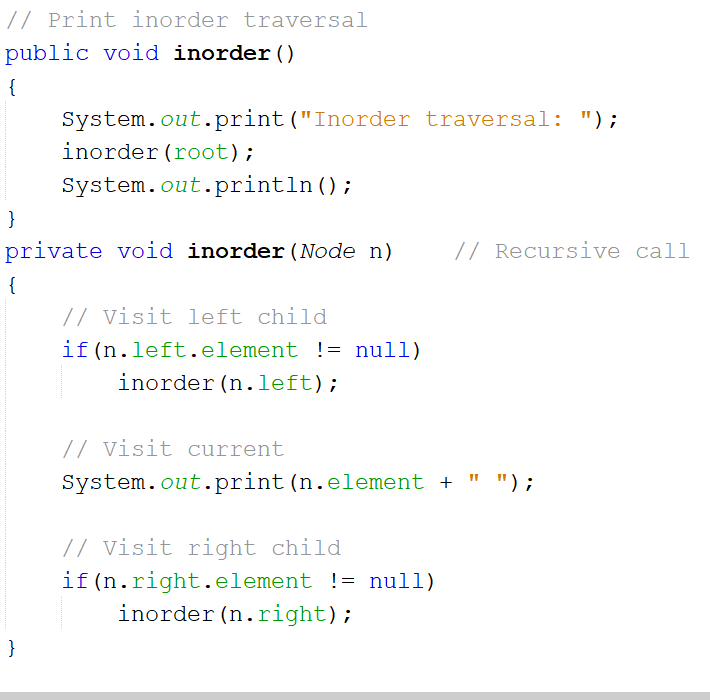 // Print inorder traversal
public void inorder()
{
    System.out.print("Inorder traversal: ");
    inorder(root);
    System.out.println();
}
private void inorder(Node n)    // Recursive call
{
    // Visit left child
    if(n.left.element != null)
        inorder(n.left);

    // Visit current
    System.out.print(n.element + " ");

    // Visit right child
    if(n.right.element != null)
        inorder(n.right);
}